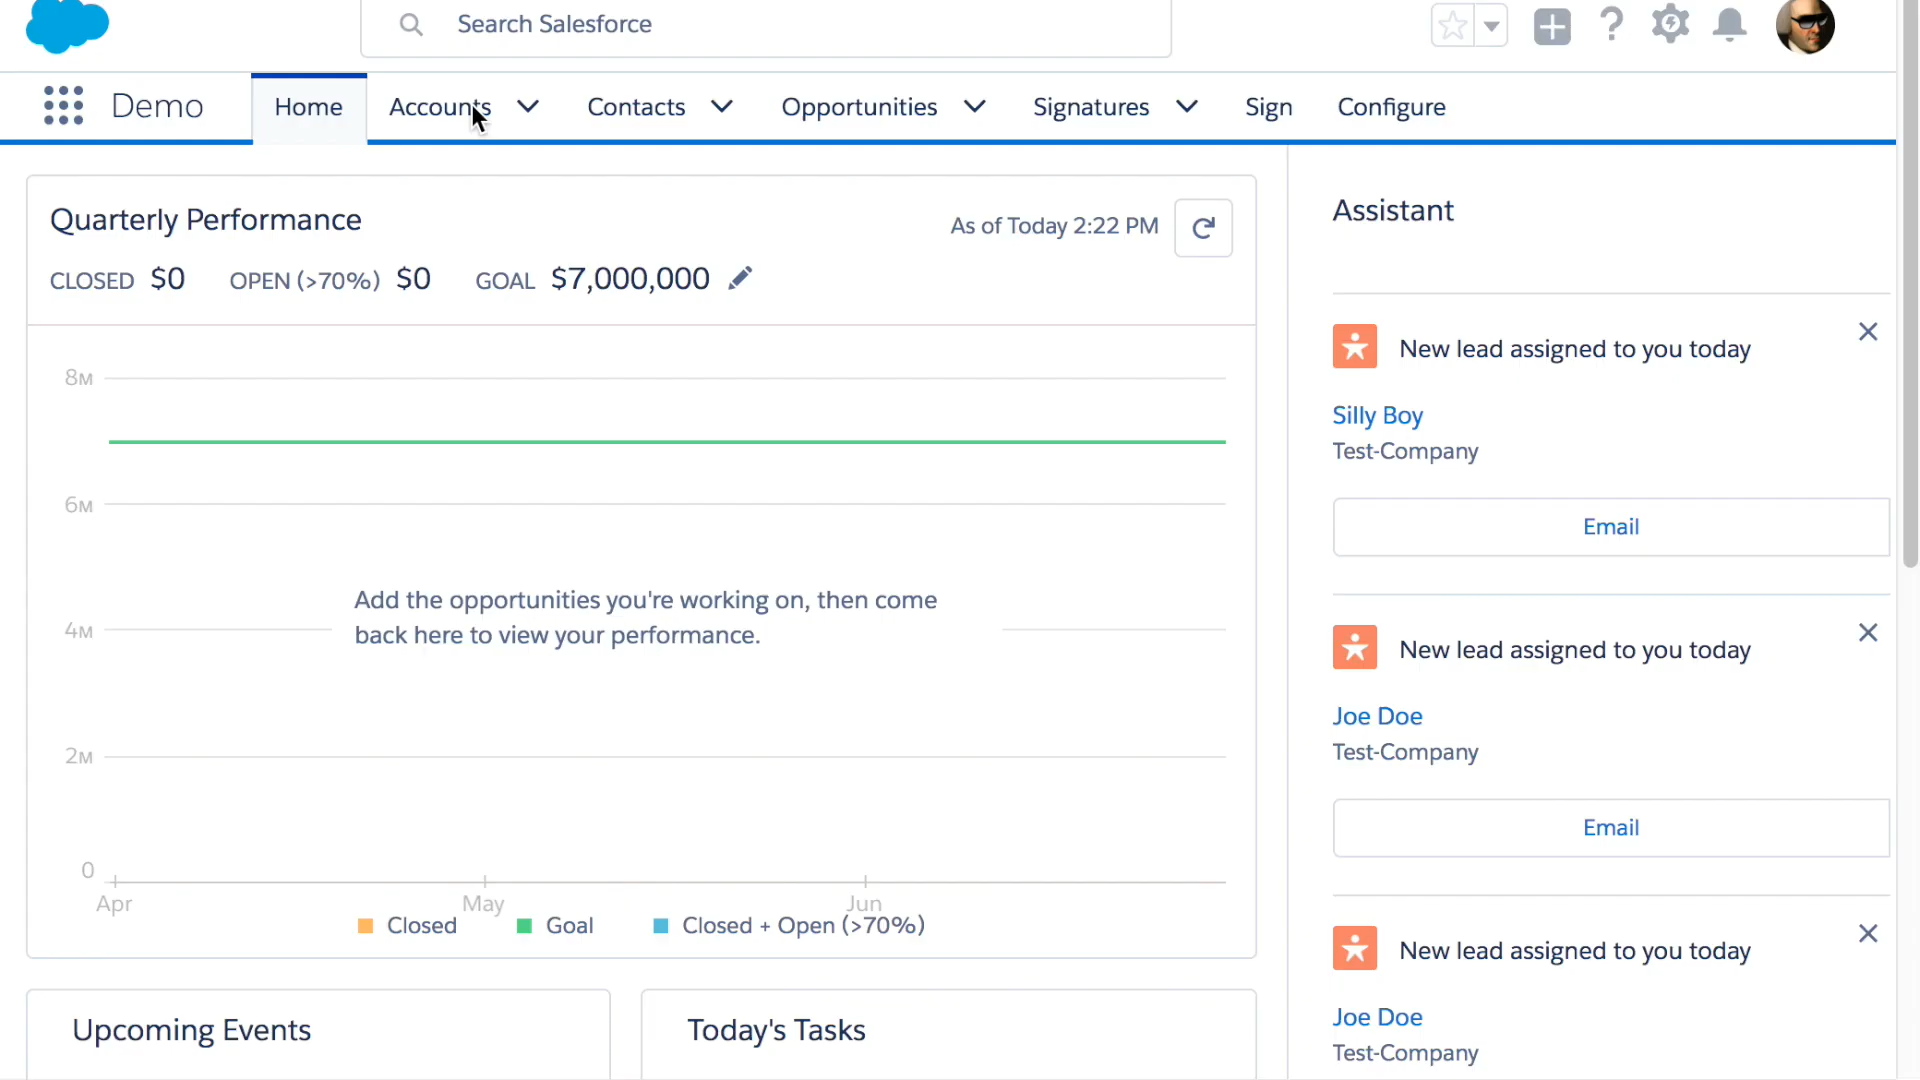 Search Salesforce
Demo
Home
Accounts
Contacts
Opportunities
Signatures
Sign
Configure
Quarterly Performance
As of Today 2:22 PM
CLOSED $0 OPEN (>70%) $0 GOAL $7,000,000
8M
6M
Add the opportunities you're working on, then come
back here to view your performance.
4M
2M
0
Apr May Jun
Closed Goal Closed + Open (>70%)
Upcoming Events
Today's Tasks
Assistant
New lead assigned to you today
Silly Boy
Test-Company
Email
New lead assigned to you today
Joe Doe
Test-Company
Email
New lead assigned to you today
Joe Doe
Test-Company